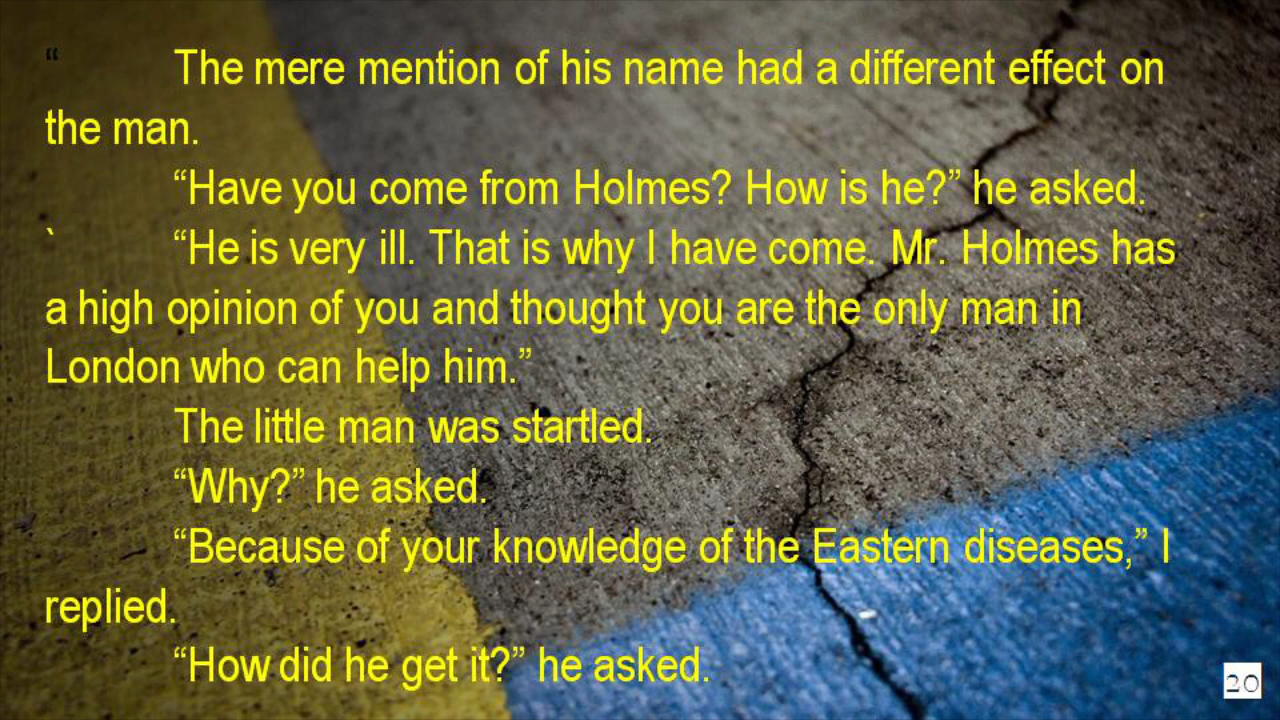 “ The mere mention of his name had a different effect on
the man.
“Have you come from Holmes? How is he?” he asked.
` “He is very ill. That is why I have come. Mr. Holmes has
a high opinion of you and thought you are the only man in
London who can help him.”
The little man was startled.
“Why?” he asked.
“Because of your knowledge of the Eastern diseases,” I
replied.
“How did he get it?” he asked.
20